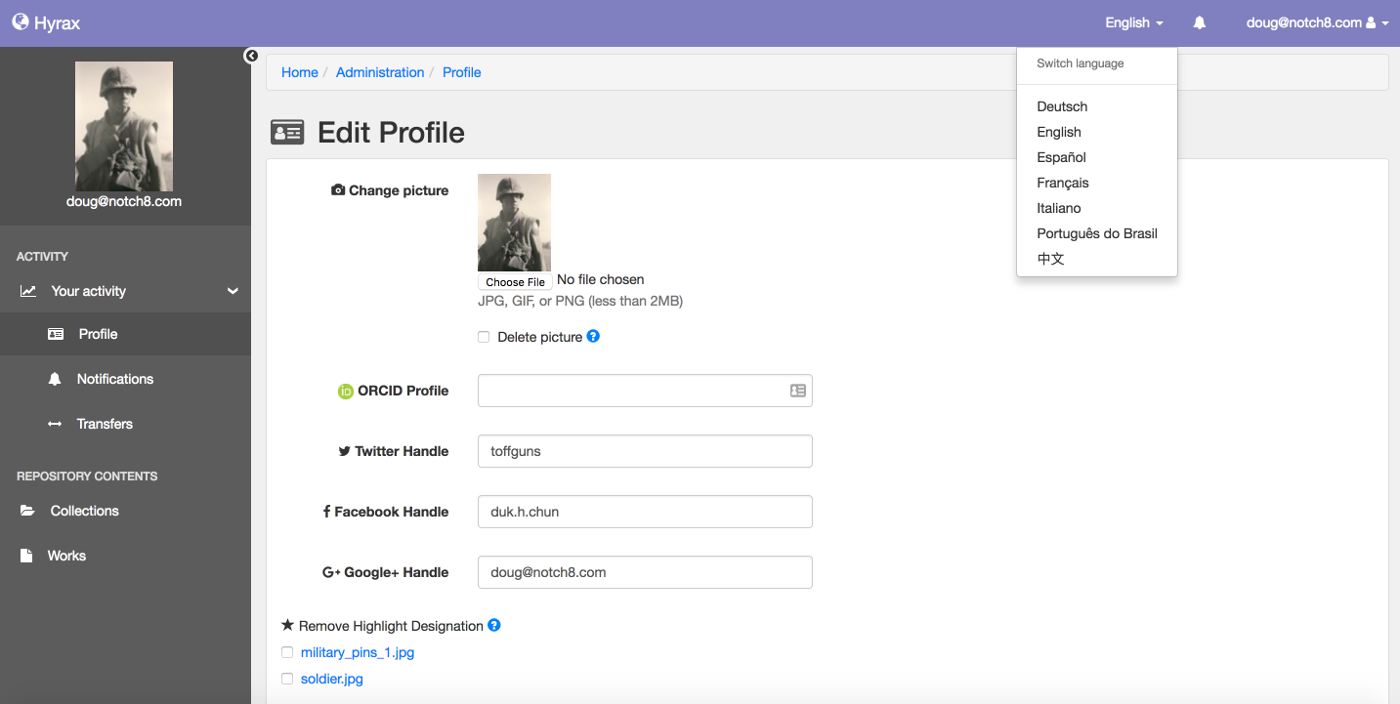 Hyrax
English
doug@notch8.com
Switch language
Deutsch
English
Español
Français
Italiano
Português do Brasil
中文
doug@notch8.com
ACTIVITY
Your activity
Profile
Notifications
Transfers
REPOSITORY CONTENTS
Collections
Works
Home / Administration / Profile
Edit Profile
Change picture
Choose File No file chosen
JPG, GIF, or PNG (less than 2MB)
Delete picture ?
iD ORCID Profile
Twitter Handle toffguns
f Facebook Handle duk.h.chun
G+ Google+ Handle doug@notch8.com
★ Remove Highlight Designation ?
military_pins_1.jpg
soldier.jpg